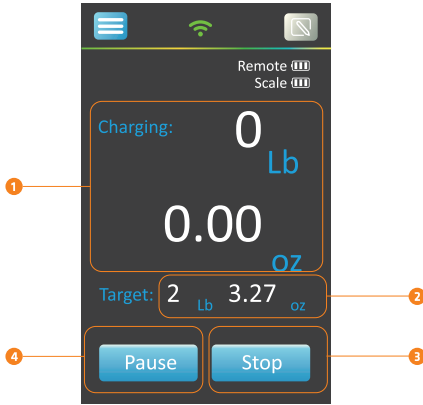 Remote
Scale
Charging: 0
Lb
0.00
oz
1
Target: 2 Lb 3.27 oz
2
4
Pause Stop
3